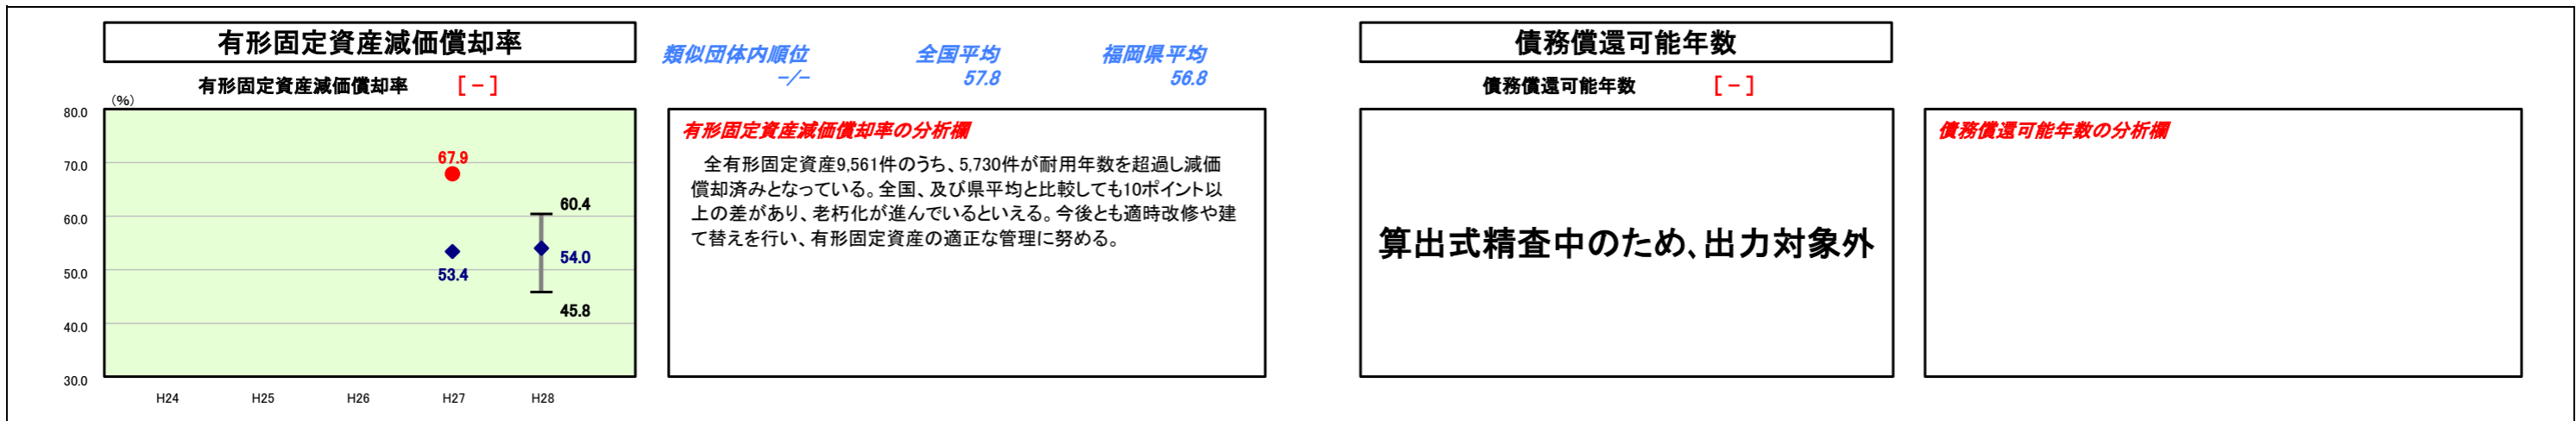 有形固定資産減価償却率
有形固定資産減価償却率 [-]
類似団体内順位 全国平均 福岡県平均
-/- 57.8 56.8
(%)
80.0
70.0
60.0
50.0
40.0
30.0
67.9
53.4
60.4
54.0
45.8
H24 H25 H26 H27 H28
有形固定資産減価償却率の分析欄
全有形固定資産9,561件のうち、5,730件が耐用年数を超過し減価
償却済みとなっている。全国、及び県平均と比較しても10ポイント以
上の差があり、老朽化が進んでいるといえる。今後とも適時改修や建
て替えを行い、有形固定資産の適正な管理に努める。
債務償還可能年数
債務償還可能年数 [-]
算出式精査中のため、出力対象外
債務償還可能年数の分析欄